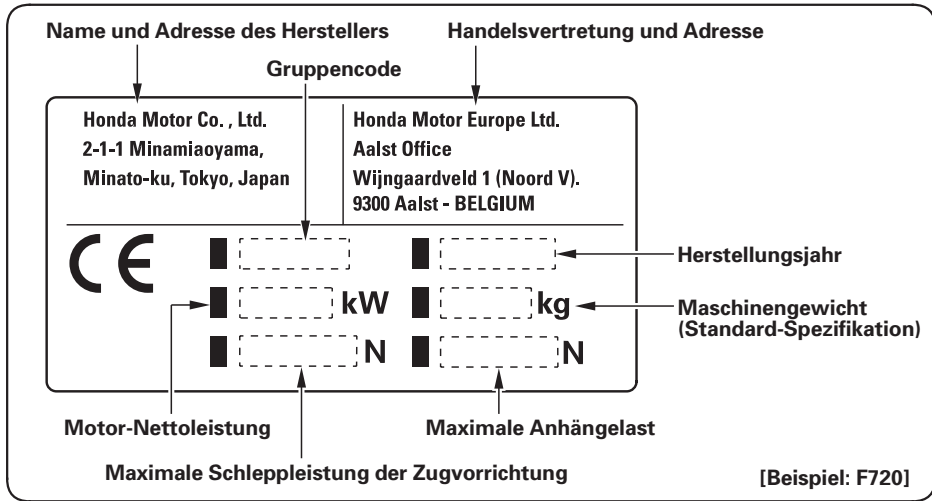 Name und Adresse des Herstellers
Handelsvertretung und Adresse
Gruppencode
Honda Motor Co. , Ltd.
2-1-1 Minamiaoyama,
Minato-ku, Tokyo, Japan
Honda Motor Europe Ltd.
Aalst Office
Wijngaardveld 1 (Noord V).
9300 Aalst - BELGIUM
CE
Herstellungsjahr
kW
kg
Maschinengewicht
(Standard-Spezifikation)
N
N
Motor-Nettoleistung
Maximale Anhängelast
Maximale Schleppleistung der Zugvorrichtung
[Beispiel: F720]